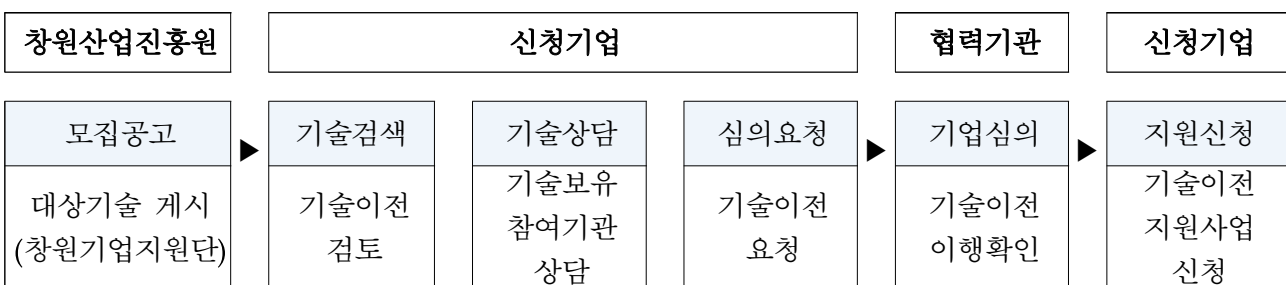 창원산업진흥원 신청기업 협력기관 신청기업
모집공고 ▶ 기술검색 기술상담 심의요청 ▶ 기업심의 ▶ 지원신청
대상기술 게시
(창원기업지원단)
기술이전
검토
기술보유
참여기관
상담
기술이전
요청
기술이전
이행확인
기술이전
지원사업
신청